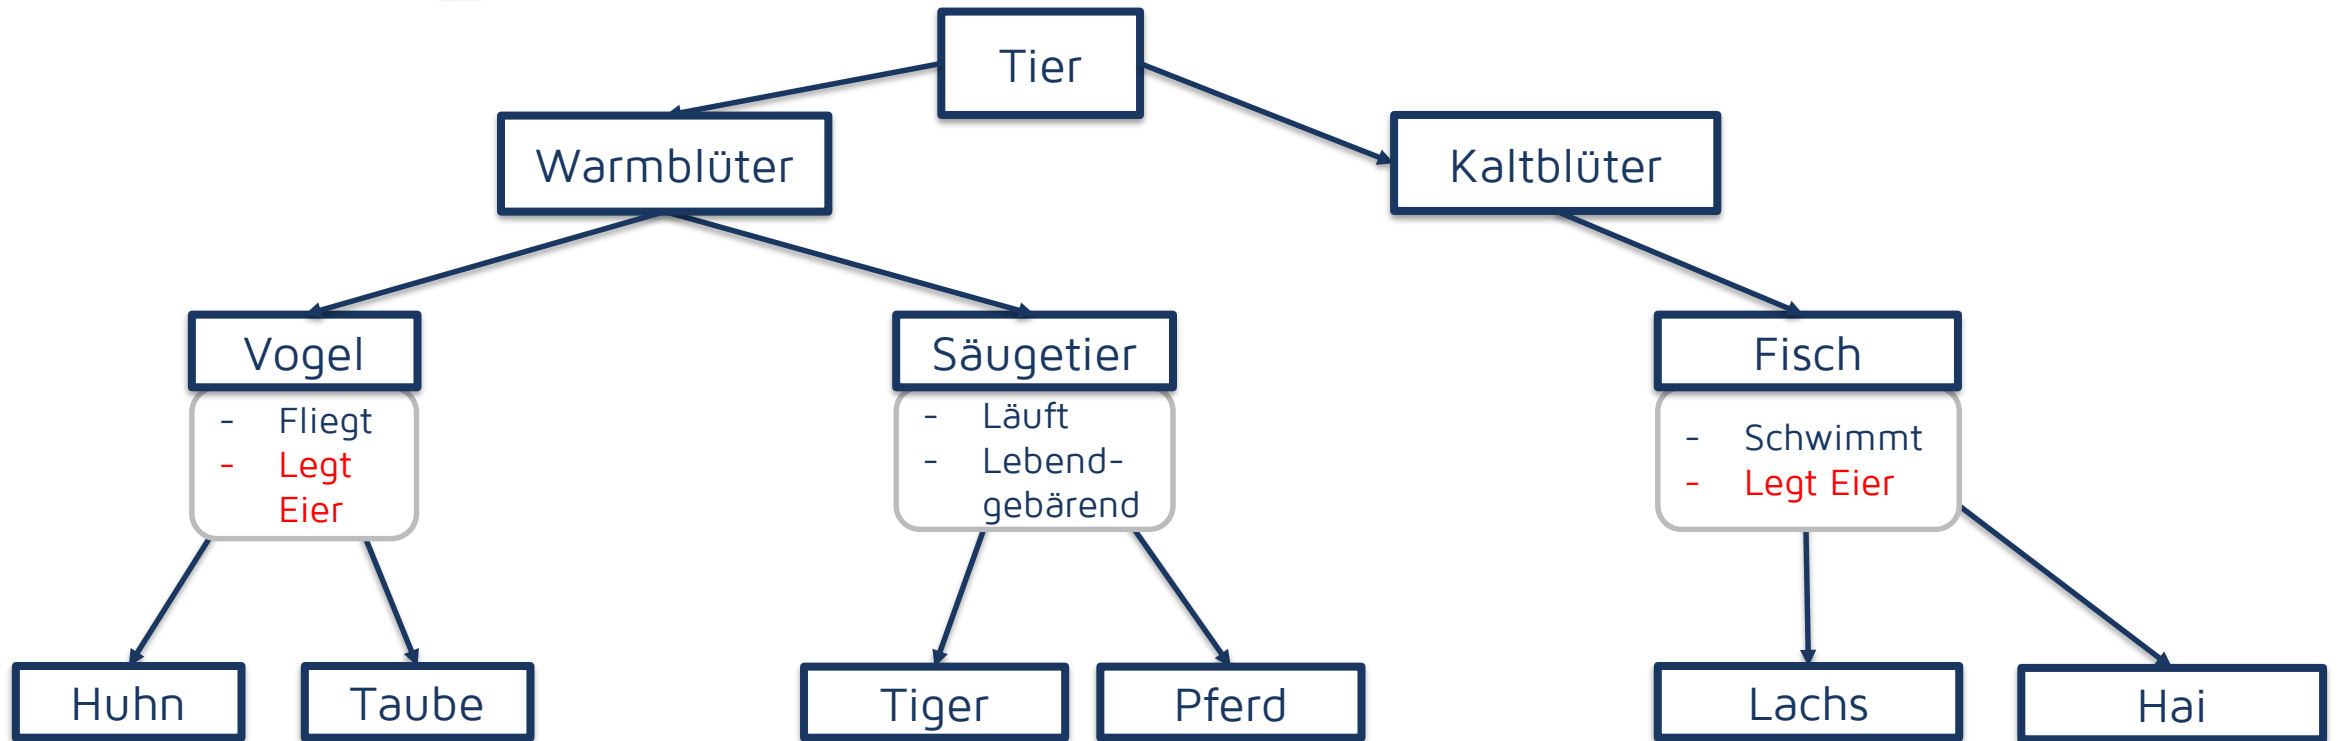 Tier
Warmblüter
Kaltblüter
Vogel
- Fliegt
- Legt
Eier
Säugetier
- Läuft
- Lebend-
gebärend
Fisch
- Schwimmt
- Legt Eier
Huhn
Taube
Tiger
Pferd
Lachs
Hai